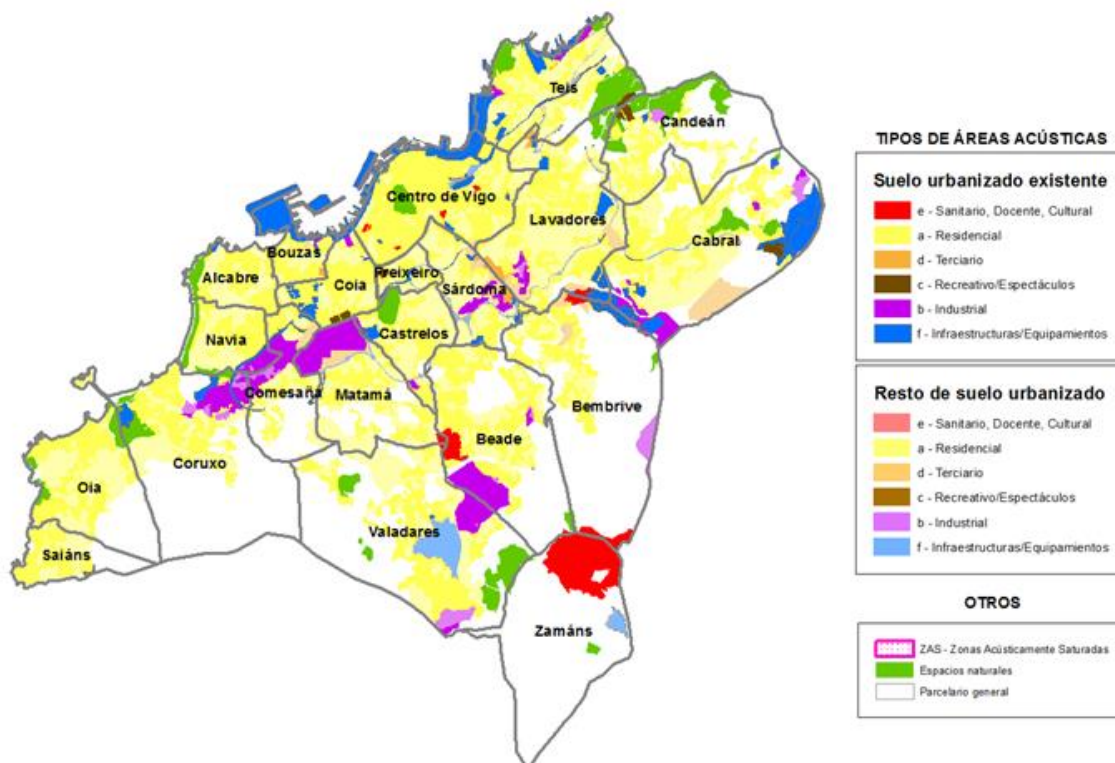 Teis
Candeán
Centro de Vigo
Lavadores
Cabral
Bouzas
Alcabre
Coia
Freixeiro
Sárdoma
Navia
Castrelos
Comesaña
Matamá
Bembrive
Beade
Coruxo
Oia
Valadares
Saiáns
Zamáns
TIPOS DE ÁREAS ACÚSTICAS
Suelo urbanizado existente
e - Sanitario, Docente, Cultural
a - Residencial
d - Terciario
c - Recreativo/Espectáculos
b - Industrial
f - Infraestructuras/Equipamientos
Resto de suelo urbanizado
e - Sanitario, Docente, Cultural
a - Residencial
d - Terciario
c - Recreativo/Espectáculos
b - Industrial
f - Infraestructuras/Equipamientos
OTROS
ZAS - Zonas Acústicamente Saturadas
Espacios naturales
Parcelario general